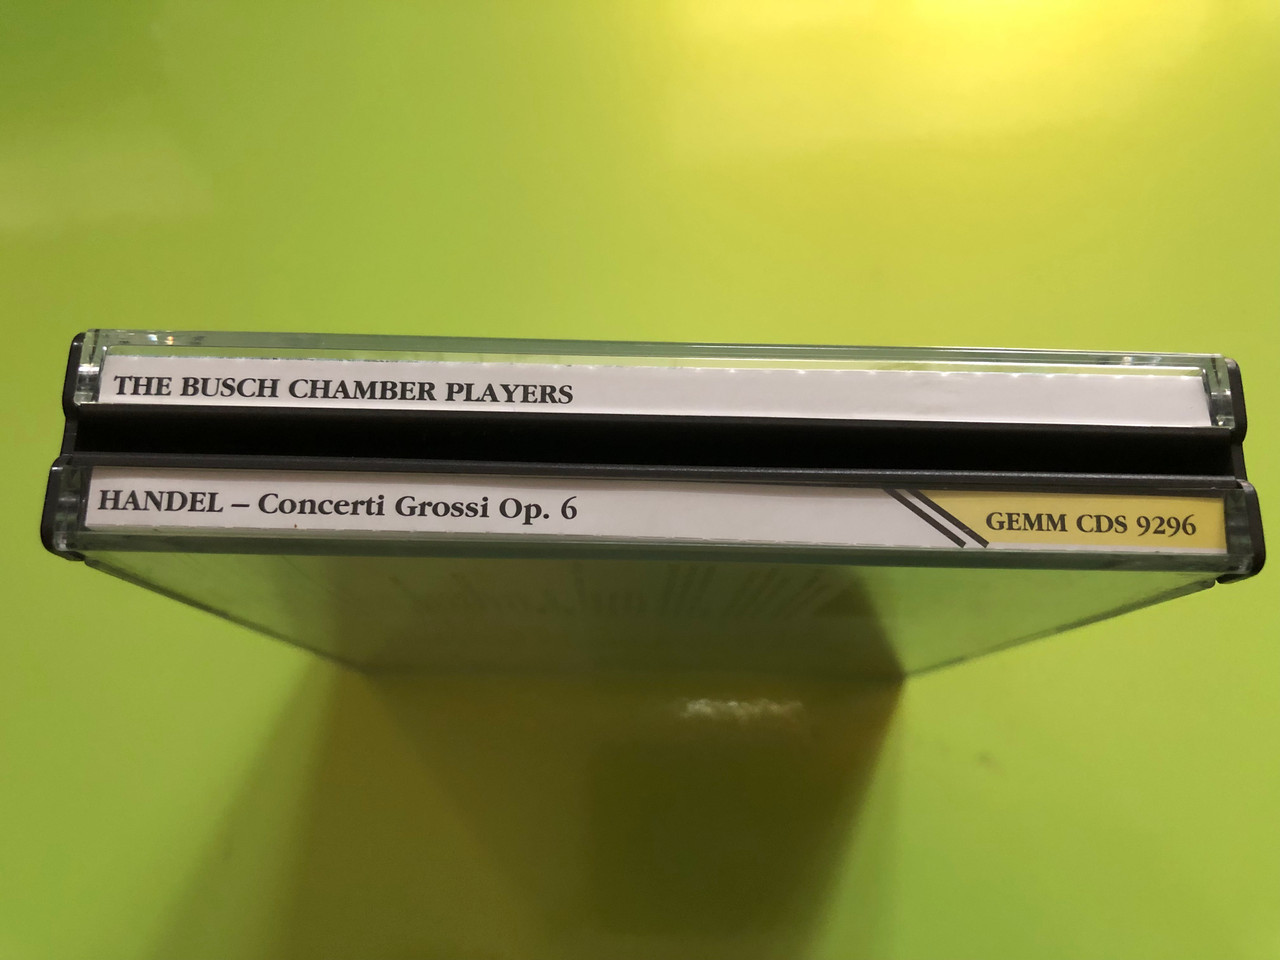 THE BUSCH CHAMBER PLAYERS
HANDEL – Concerti Grossi Op. 6
GEMM CDS 9296